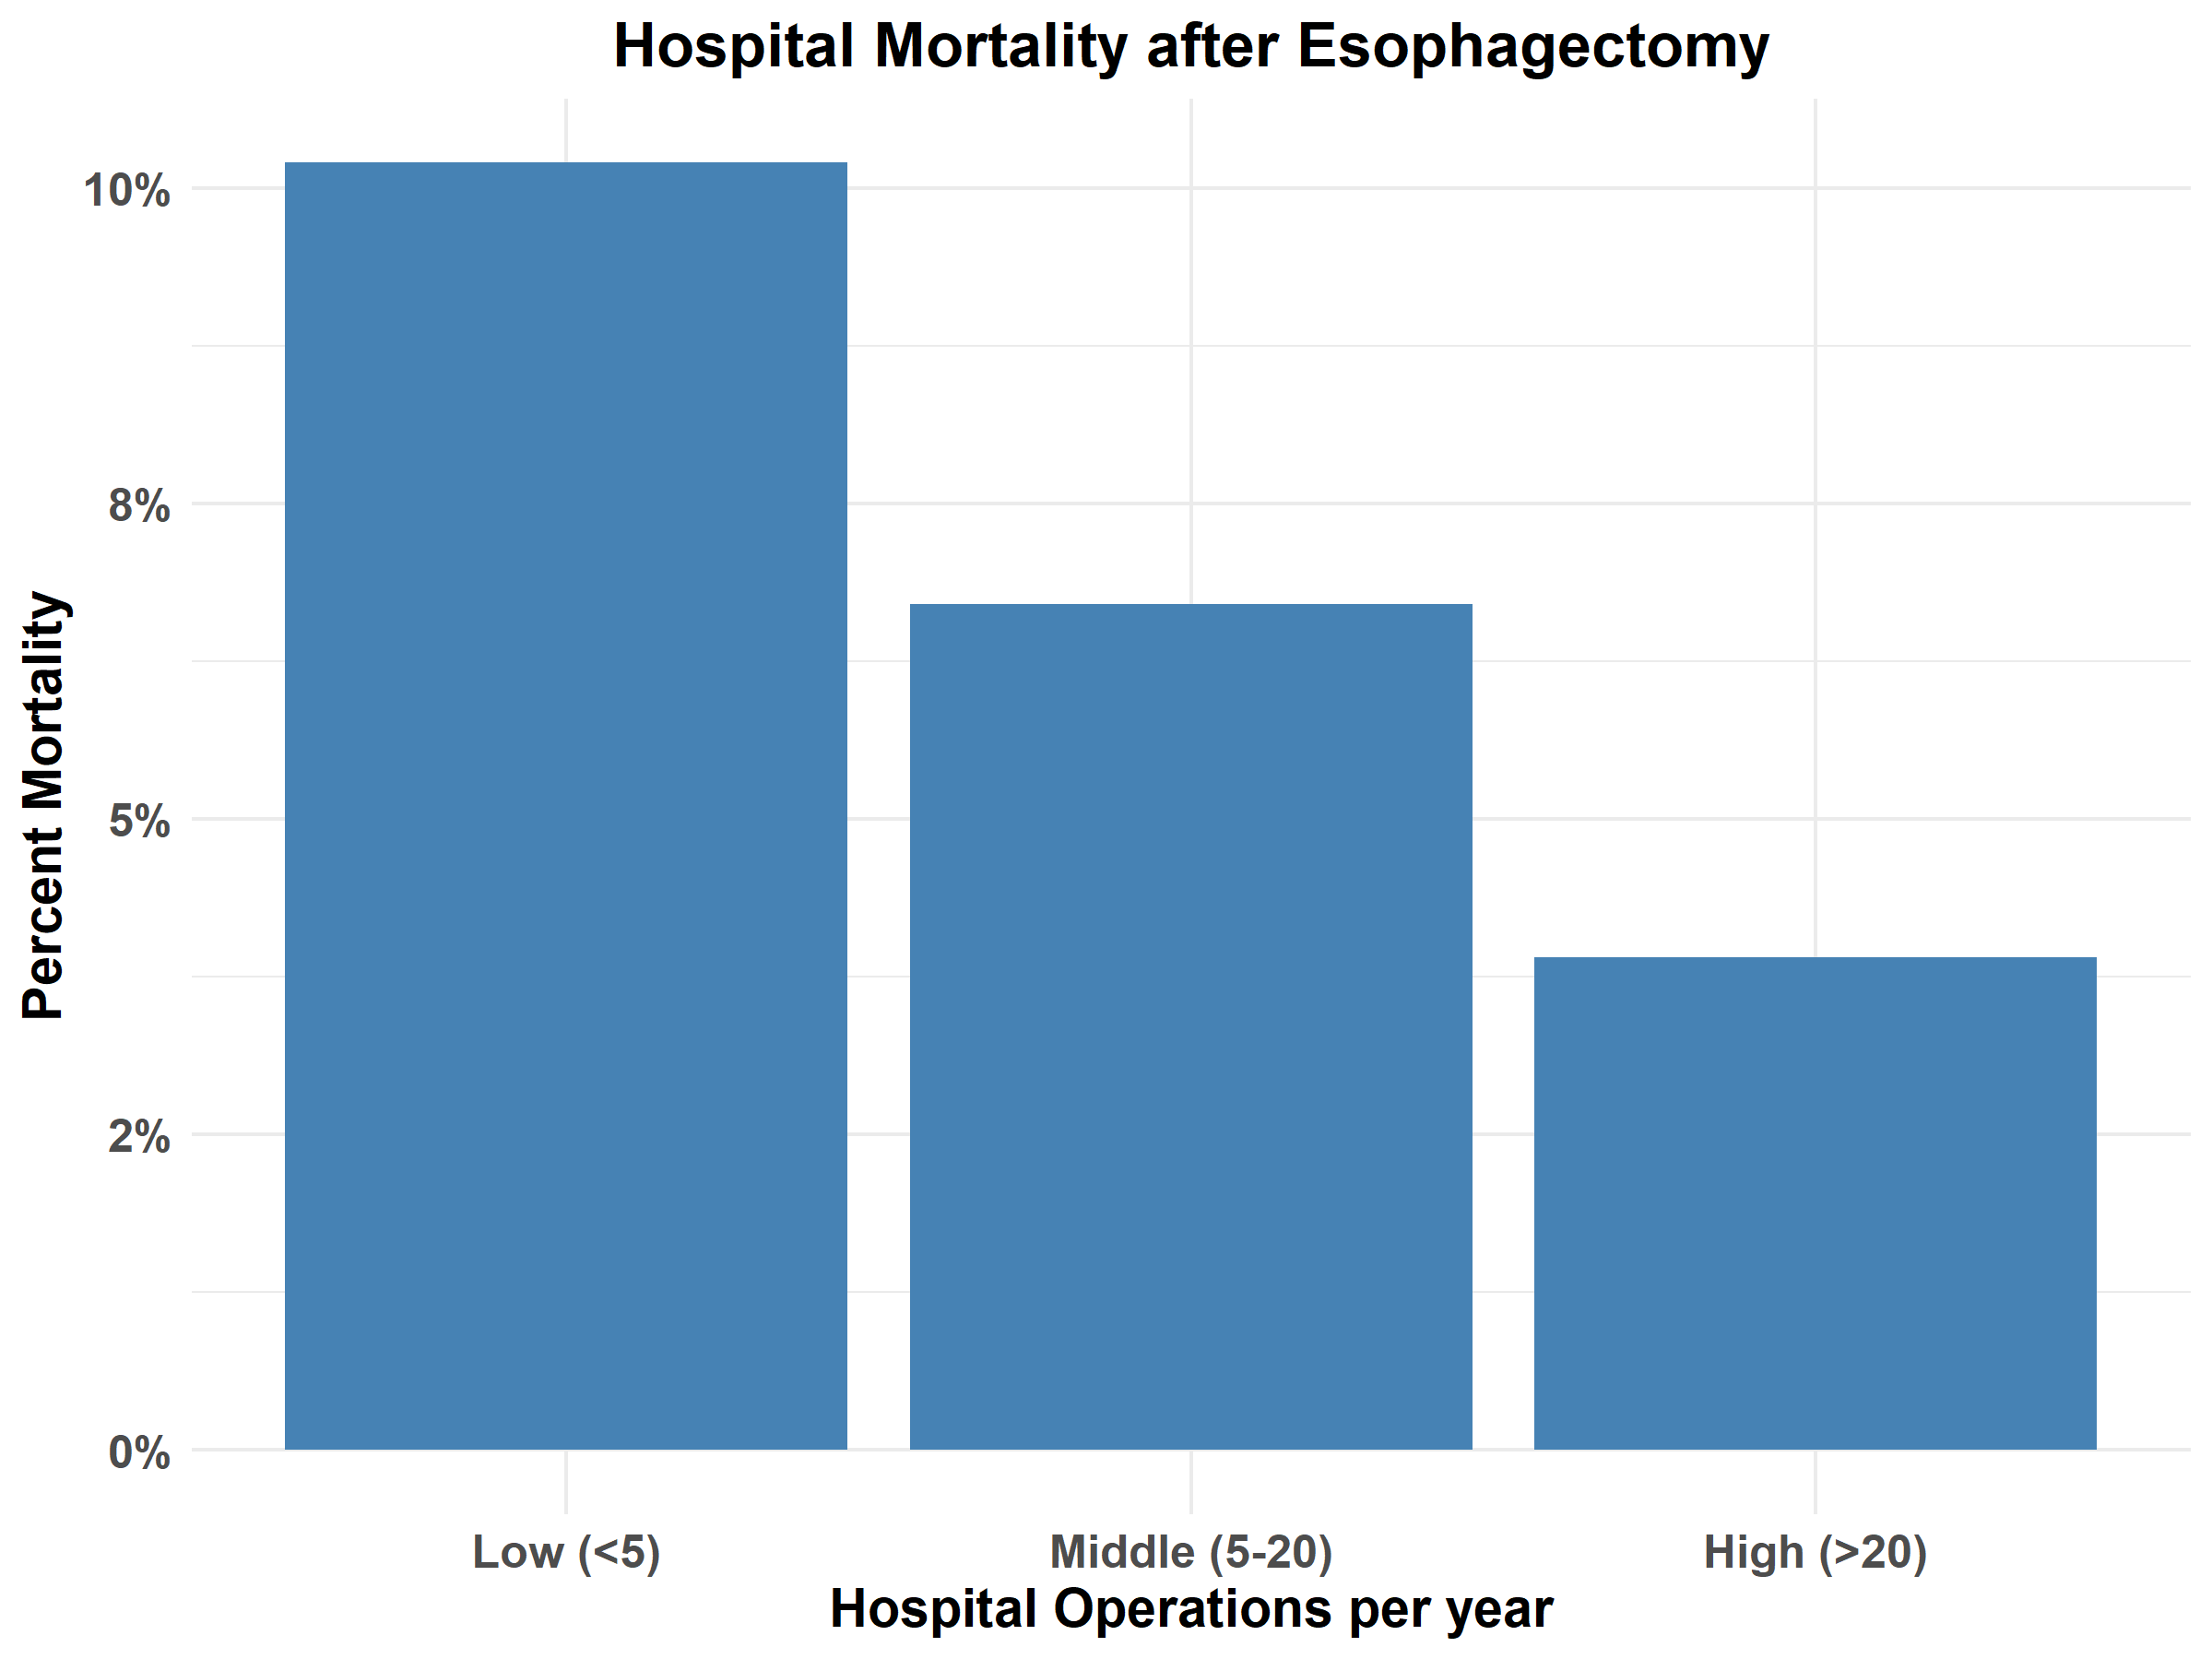 Hospital Mortality after Esophagectomy
Percent Mortality
10%
8%
5%
2%
0%
Low (<5)
Middle (5-20)
High (>20)
Hospital Operations per year